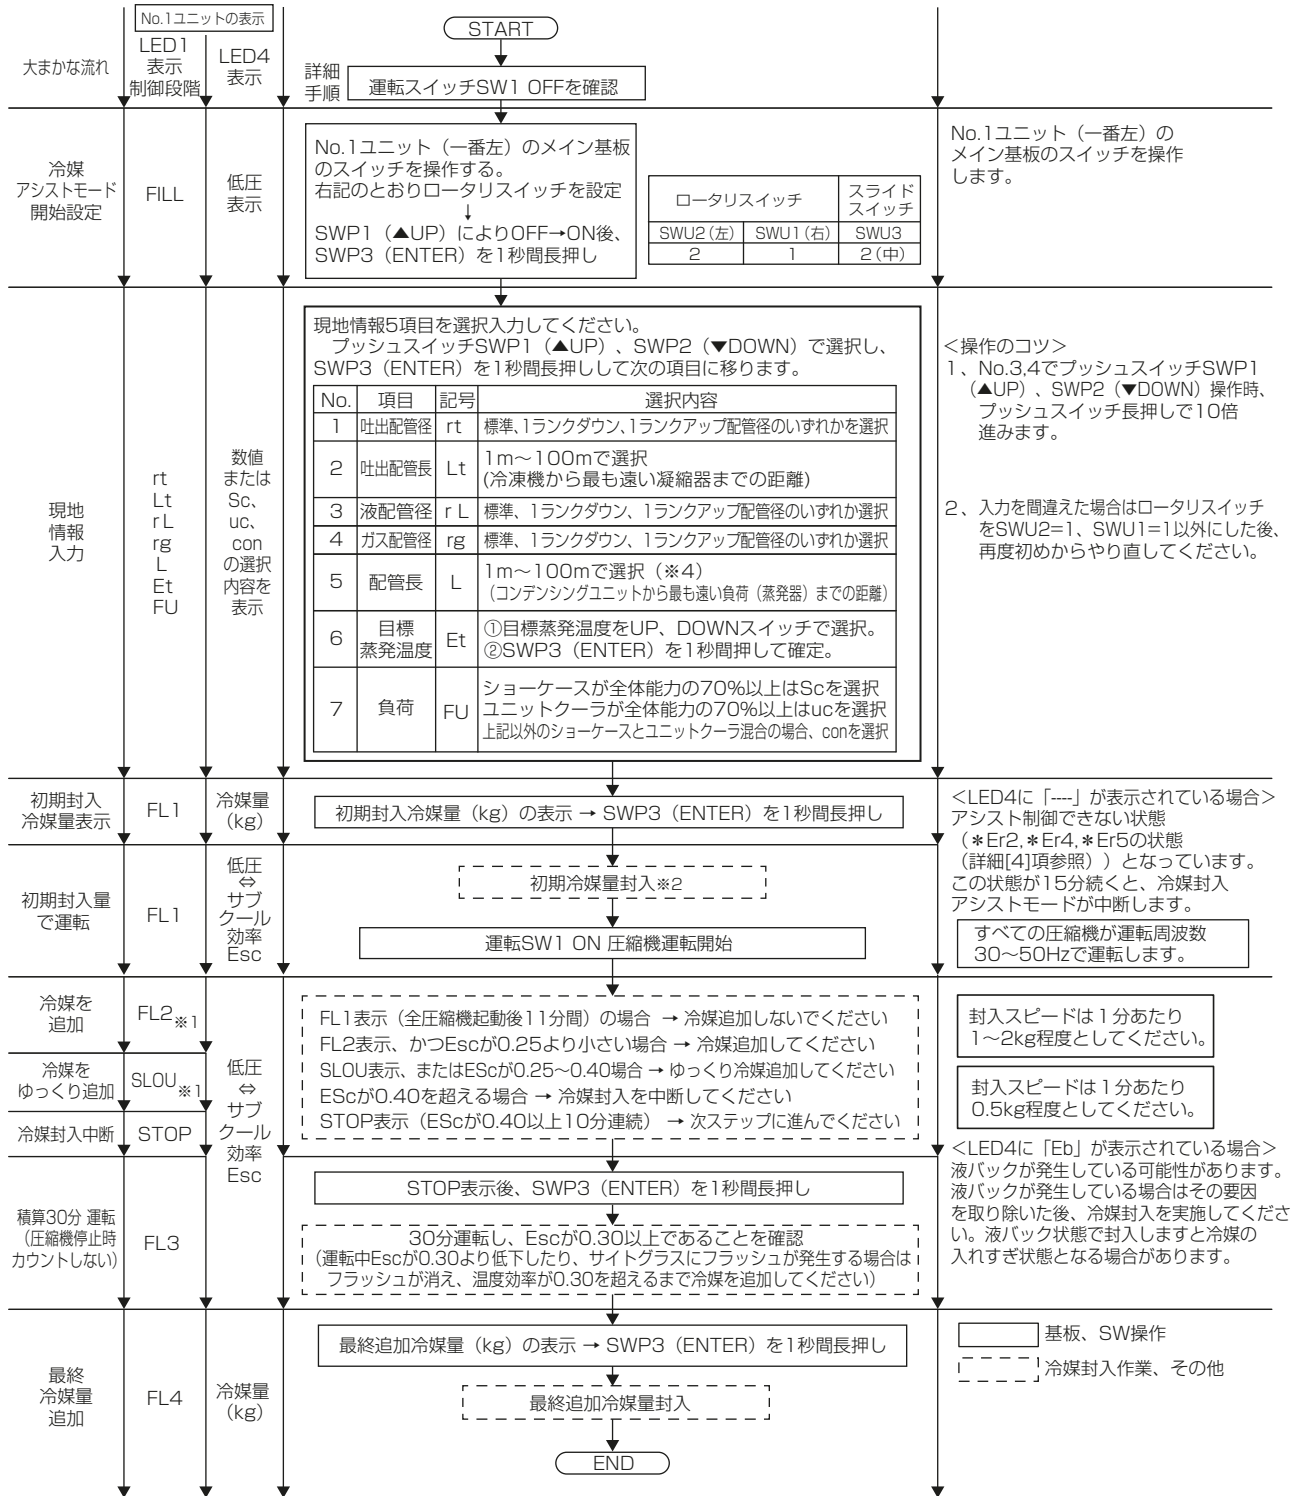 No.1ユニットの表示
大まかな流れ
LED1
表示
制御段階
LED4
表示
詳細
手順
START
運転スイッチSW1 OFFを確認
冷媒
アシストモード
開始設定
FILL
低圧
表示
No.1ユニット（一番左）のメイン基板
のスイッチを操作する。
右記のとおりロータリスイッチを設定
↓
SWP1（▲UP）によりOFF→ON後、
SWP3（ENTER）を1秒間長押し
ロータリスイッチ
スライド
スイッチ
SWU2（左） SWU1（右） SWU3
2 1 2（中）
No.1ユニット（一番左）の
メイン基板のスイッチを操作
します。
現地
情報
入力
rt
Lt
rL
rg
L
Et
FU
数値
または
Sc、
uc、
con
の選択
内容を
表示
現地情報5項目を選択入力してください。
プッシュスイッチSWP1（▲UP）、SWP2（▼DOWN）で選択し、
SWP3（ENTER）を1秒間長押しして次の項目に移ります。
No. 項目 記号 選択内容
1 吐出配管径 rt 標準、1ランクダウン、1ランクアップ配管径のいずれかを選択
2 吐出配管長 Lt 1m～100mで選択
(冷凍機から最も遠い凝縮器までの距離)
3 液配管径 r L 標準、1ランクダウン、1ランクアップ配管径のいずれか選択
4 ガス配管径 rg 標準、1ランクダウン、1ランクアップ配管径のいずれか選択
5 配管長 L 1m～100mで選択（※4）
（コンデンシングユニットから最も遠い負荷（蒸発器）までの距離）
6 目標
蒸発温度 Et ①目標蒸発温度をUP、DOWNスイッチで選択。
②SWP3（ENTER）を1秒間押して確定。
7 負荷 FU ショーケースが全体能力の70%以上はScを選択
ユニットクーラが全体能力の70%以上はucを選択
上記以外のショーケースとユニットクーラ混合の場合、conを選択
＜操作のコツ＞
1、No.3,4でプッシュスイッチSWP1
（▲UP）、SWP2（▼DOWN）操作時、
プッシュスイッチ長押しで10倍
進みます。
2、入力を間違えた場合はロータリスイッチ
をSWU2=1、SWU1=1以外にした後、
再度初めからやり直してください。
初期封入
冷媒量表示
FL1
冷媒量
（kg）
初期封入冷媒量（kg）の表示 → SWP3（ENTER）を1秒間長押し
初期封入量
で運転
FL1
低圧
⇔
サブ
クール
効率
Esc
初期冷媒量封入※2
運転SW1 ON 圧縮機運転開始
＜LED4に「----」が表示されている場合＞
アシスト制御できない状態
（＊Er2,＊Er4,＊Er5の状態
（詳細[4]項参照））となっています。
この状態が15分続くと、冷媒封入
アシストモードが中断します。
すべての圧縮機が運転周波数
30～50Hzで運転します。
冷媒を
追加
FL2※1
冷媒を
ゆっくり追加
SLOU※1
冷媒封入中断
STOP
低圧
⇔
サブ
クール
効率
Esc
FL1表示（全圧縮機起動後11分間）の場合 → 冷媒追加しないでください
FL2表示、かつEscが0.25より小さい場合 → 冷媒追加してください
SLOU表示、またはEScが0.25～0.40場合 → ゆっくり冷媒追加してください
EScが0.40を超える場合 → 冷媒封入を中断してください
STOP表示（EScが0.40以上10分連続） → 次ステップに進んでください
封入スピードは1分あたり
1～2kg程度としてください。
封入スピードは1分あたり
0.5kg程度としてください。
＜LED4に「Eb」が表示されている場合＞
液バックが発生している可能性があります。
液バックが発生している場合はその要因
を取り除いた後、冷媒封入を実施してくださ
い。液バック状態で封入しますと冷媒の
入れすぎ状態となる場合があります。
積算30分 運転
（圧縮機停止時
カウントしない）
FL3
STOP表示後、SWP3（ENTER）を1秒間長押し
30分運転し、Escが0.30以上であることを確認
（運転中Escが0.30より低下したり、サイトグラスにフラッシュが発生する場合は
フラッシュが消え、温度効率が0.30を超えるまで冷媒を追加してください）
最終
冷媒量
追加
FL4
冷媒量
（kg）
最終追加冷媒量（kg）の表示 → SWP3（ENTER）を1秒間長押し
最終追加冷媒量封入
END
基板、SW操作
冷媒封入作業、その他